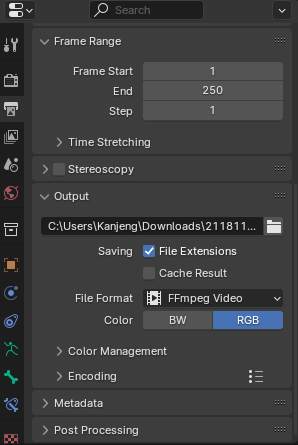 Search
Frame Range
Frame Start 1
End 250
Step 1
Time Stretching
Stereoscopy
Output
C:\Users\Kanjeng\Downloads\211811...
Saving File Extensions
Cache Result
File Format FFmpeg Video
Color BW RGB
Color Management
Encoding
Metadata
Post Processing